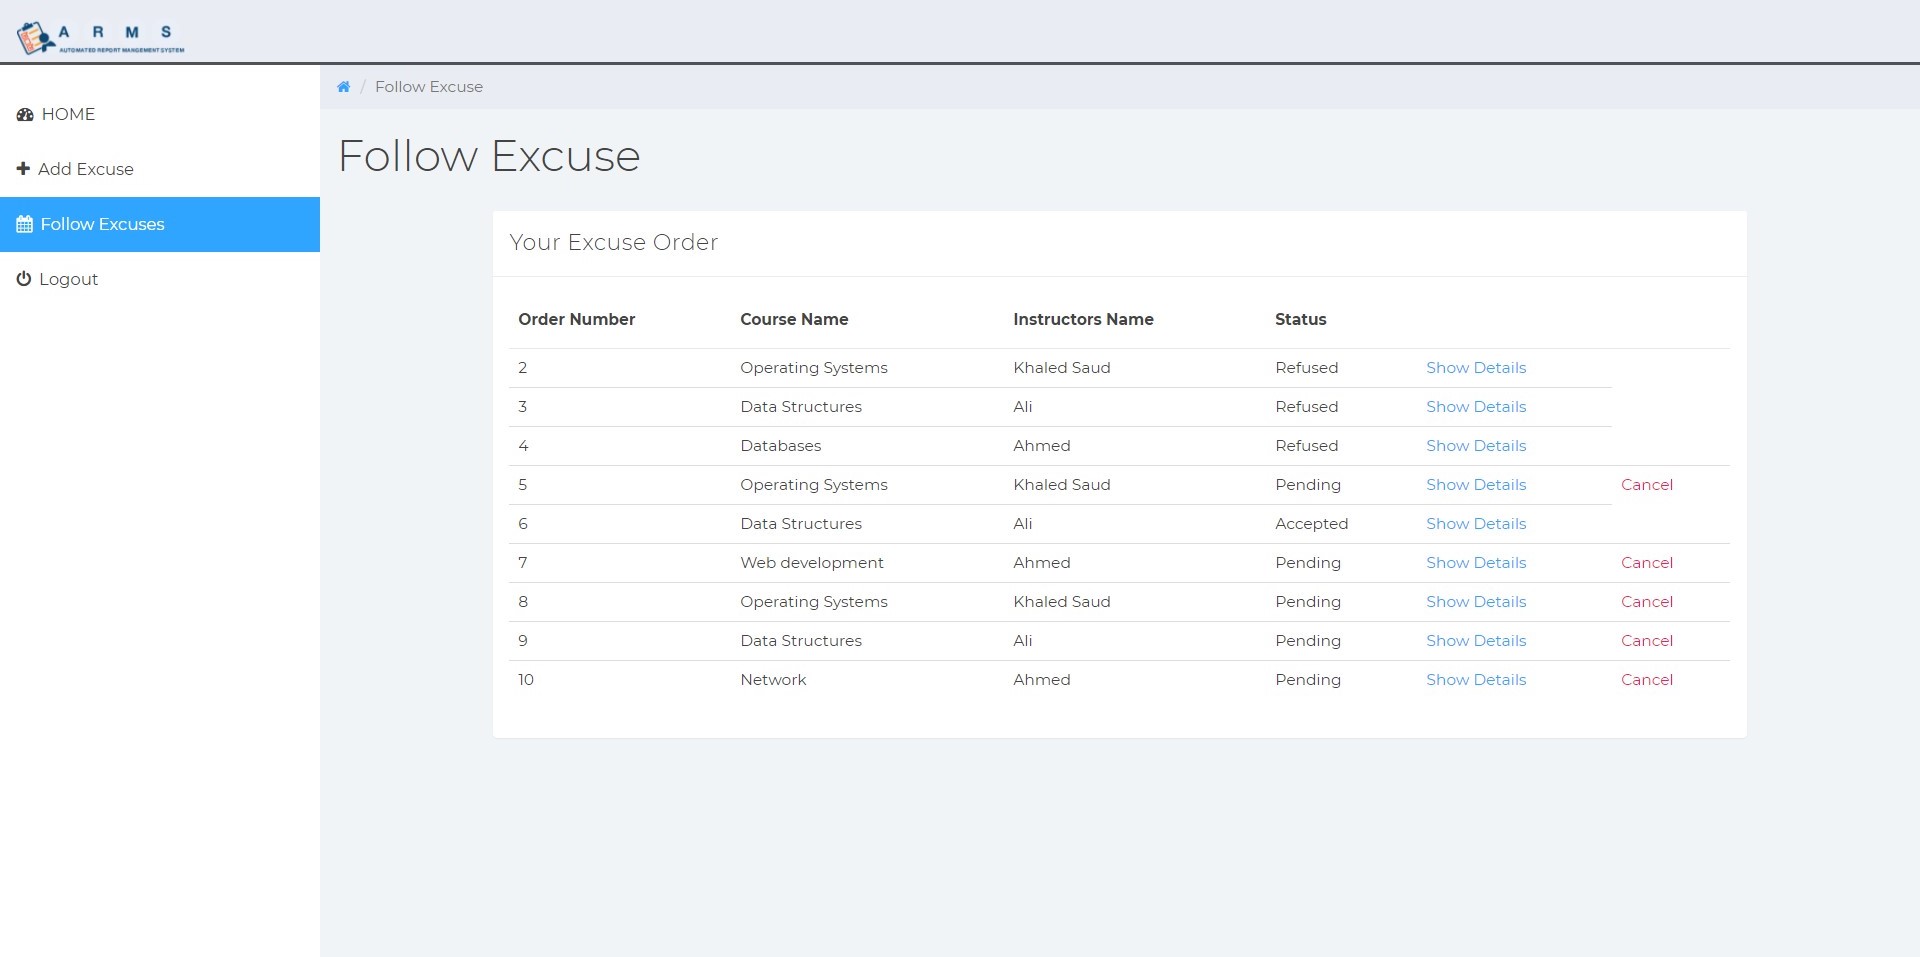 A R M S
AUTOMATED REPORT MANGEMENT SYSTEM
HOME
Add Excuse
Follow Excuses
Logout
/ Follow Excuse
Follow Excuse
Your Excuse Order
Order Number Course Name Instructors Name Status
2 Operating Systems Khaled Saud Refused Show Details
3 Data Structures Ali Refused Show Details
4 Databases Ahmed Refused Show Details
5 Operating Systems Khaled Saud Pending Show Details Cancel
6 Data Structures Ali Accepted Show Details
7 Web development Ahmed Pending Show Details Cancel
8 Operating Systems Khaled Saud Pending Show Details Cancel
9 Data Structures Ali Pending Show Details Cancel
10 Network Ahmed Pending Show Details Cancel